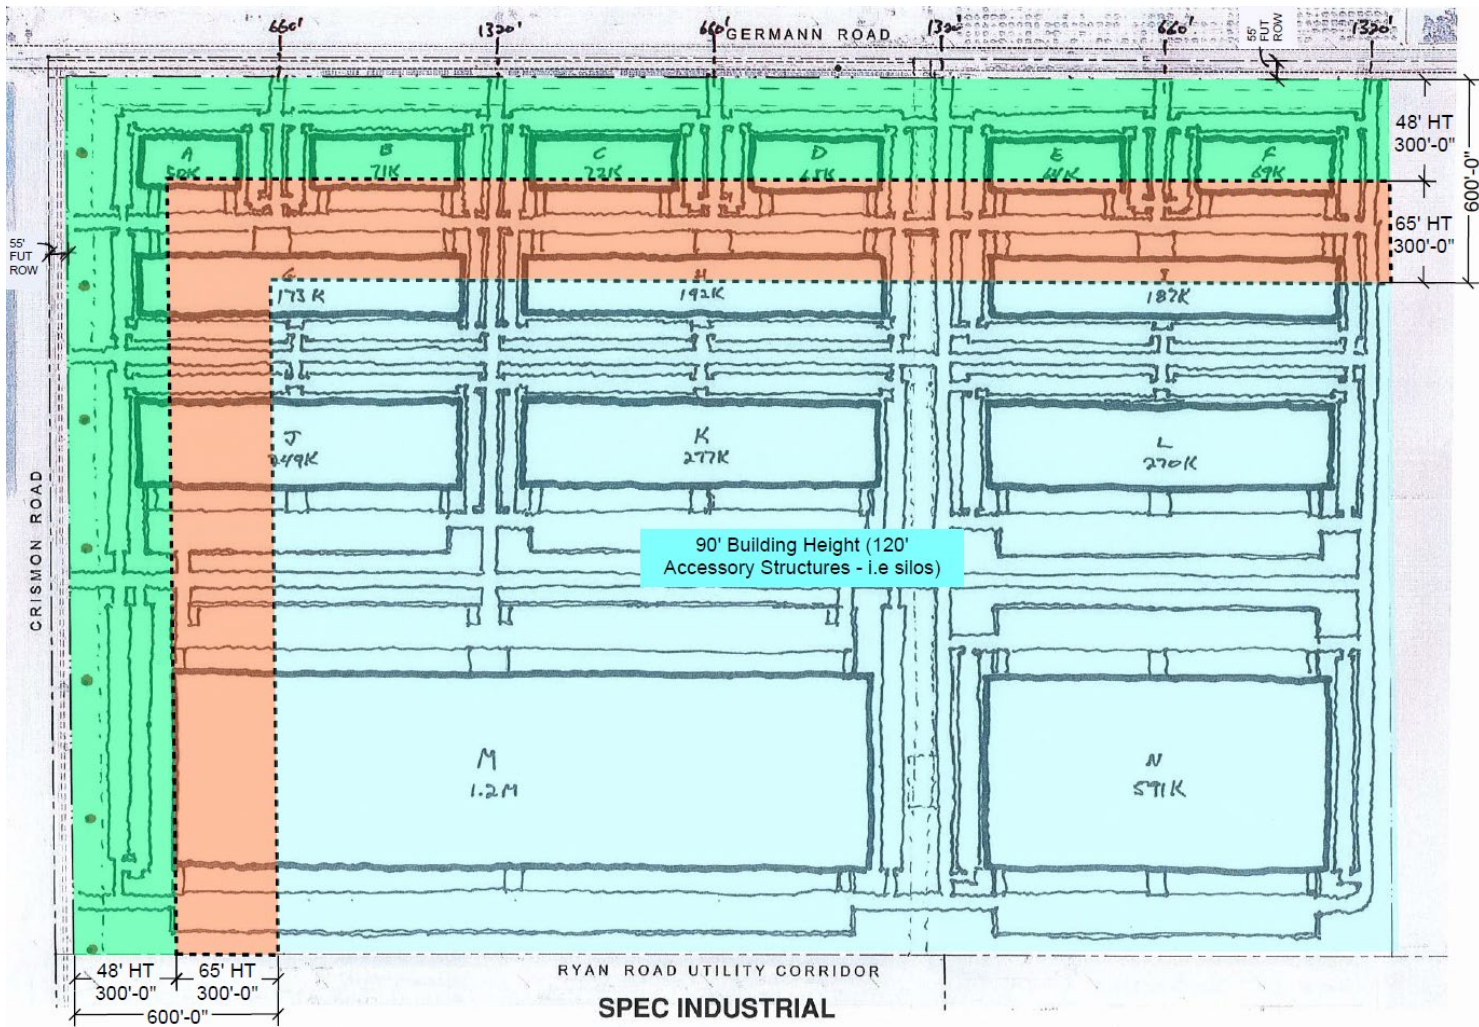 660'
1320'
660'
GERMANN ROAD
1320'
660'
55'
FUT
ROW
1320'
48' HT
300'-0"
65' HT
300'-0"
600'-0"
A
50K
B
71K
C
72K
D
E
F
69K
55'
FUT
ROW
G
173K
H
192K
I
187K
J
249K
K
277K
L
270K
CRISMON ROAD
90' Building Height (120'
Accessory Structures - i.e silos)
M
1.2M
N
591K
48' HT
300'-0"
65' HT
300'-0"
600'-0"
RYAN ROAD UTILITY CORRIDOR
SPEC INDUSTRIAL